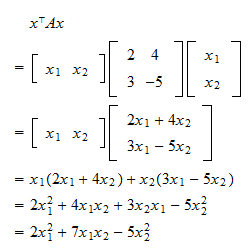 xᵀAx
= [ x₁ x₂ ] [ 2 4 3 −5 ] [ x₁ x₂ ]
= [ x₁ x₂ ] [ 2x₁ + 4x₂ 3x₁ − 5x₂ ]
= x₁(2x₁ + 4x₂) + x₂(3x₁ − 5x₂)
= 2x₁² + 4x₁x₂ + 3x₂x₁ − 5x₂²
= 2x₁² + 7x₁x₂ − 5x₂²